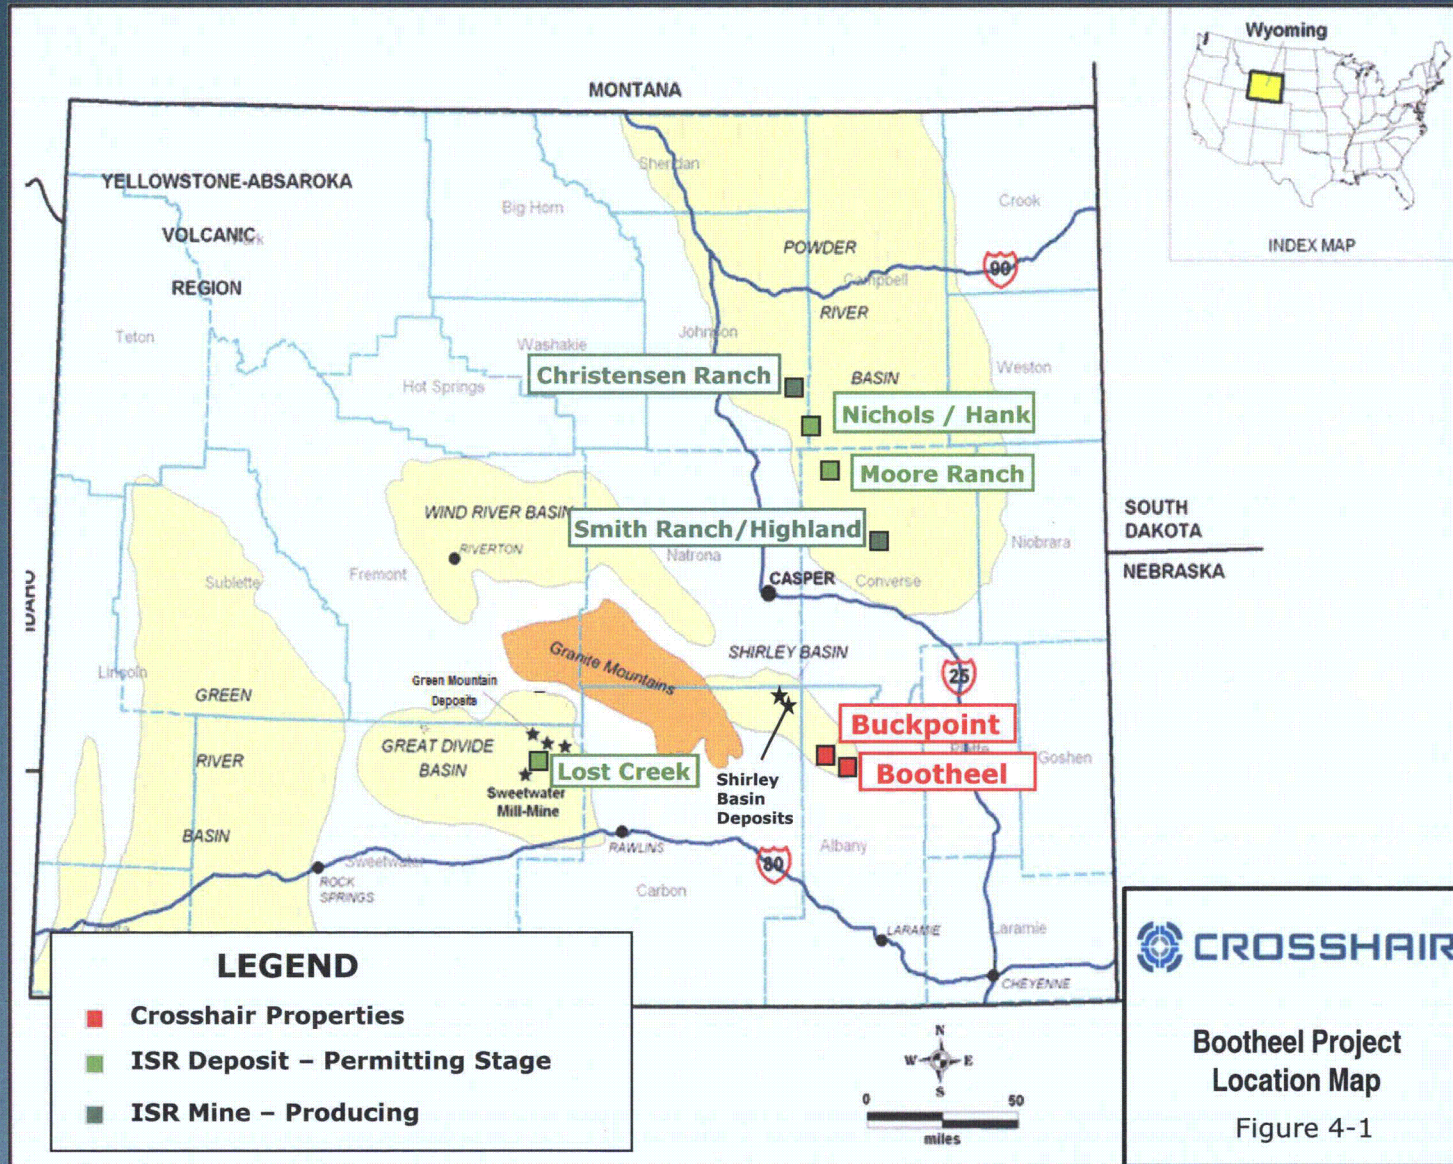 Wyoming
INDEX MAP
MONTANA
Sheridan
YELLOWSTONE-ABSAROKA
VOLCANIC
Park
REGION
Big Horn
Crook
POWDER
Campbell
90
RIVER
Teton
Johnson
Washakie
Hot Springs
Weston
Christensen Ranch
BASIN
Nichols / Hank
Moore Ranch
WIND RIVER BASIN
Smith Ranch/Highland
SOUTH
DAKOTA
NEBRASKA
RIVERTON
Natrona
Niobrara
Fremont
Sublette
CASPER
Converse
IDAHO
Granite Mountains
SHIRLEY BASIN
Lincoln
Green Mountain
Deposits
25
GREEN
RIVER
BASIN
GREAT DIVIDE
BASIN
Buckpoint
Platte
Goshen
Bootheel
Lost Creek
Sweetwater
Mill-Mine
Shirley
Basin
Deposits
RAWLINS
Albany
80
Sweetwater
ROCK
SPRINGS
Carbon
LARAMIE
Laramie
CHEYENNE
LEGEND
Crosshair Properties
ISR Deposit – Permitting Stage
ISR Mine – Producing
N
W E
S
0 50
miles
CROSSHAIR
Bootheel Project
Location Map
Figure 4-1